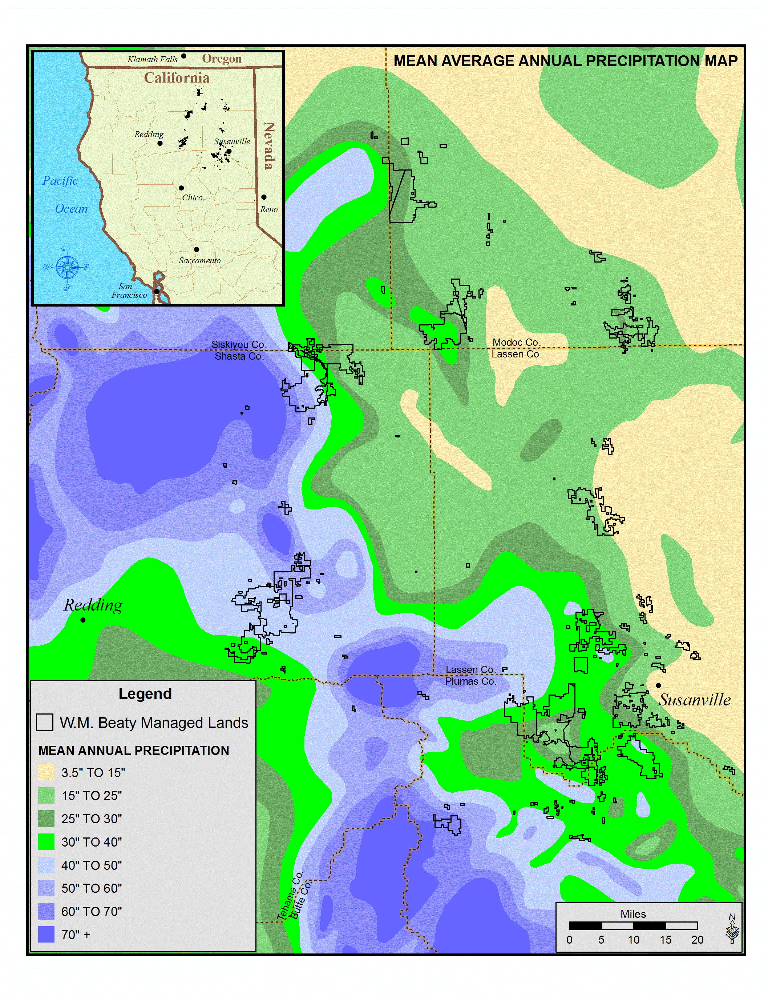 MEAN AVERAGE ANNUAL PRECIPITATION MAP
Klamath Falls
Oregon
California
Nevada
Redding
Susanville
Pacific
Ocean
Chico
Reno
Sacramento
San
Francisco
N
W
E
S
Siskiyou Co.
Shasta Co.
Modoc Co.
Lassen Co.
Redding
Lassen Co.
Plumas Co.
Susanville
Tehama Co.
Butte Co.
Legend
W.M. Beaty Managed Lands
MEAN ANNUAL PRECIPITATION
3.5" TO 15"
15" TO 25"
25" TO 30"
30" TO 40"
40" TO 50"
50" TO 60"
60" TO 70"
70" +
Miles
0 5 10 15 20
N